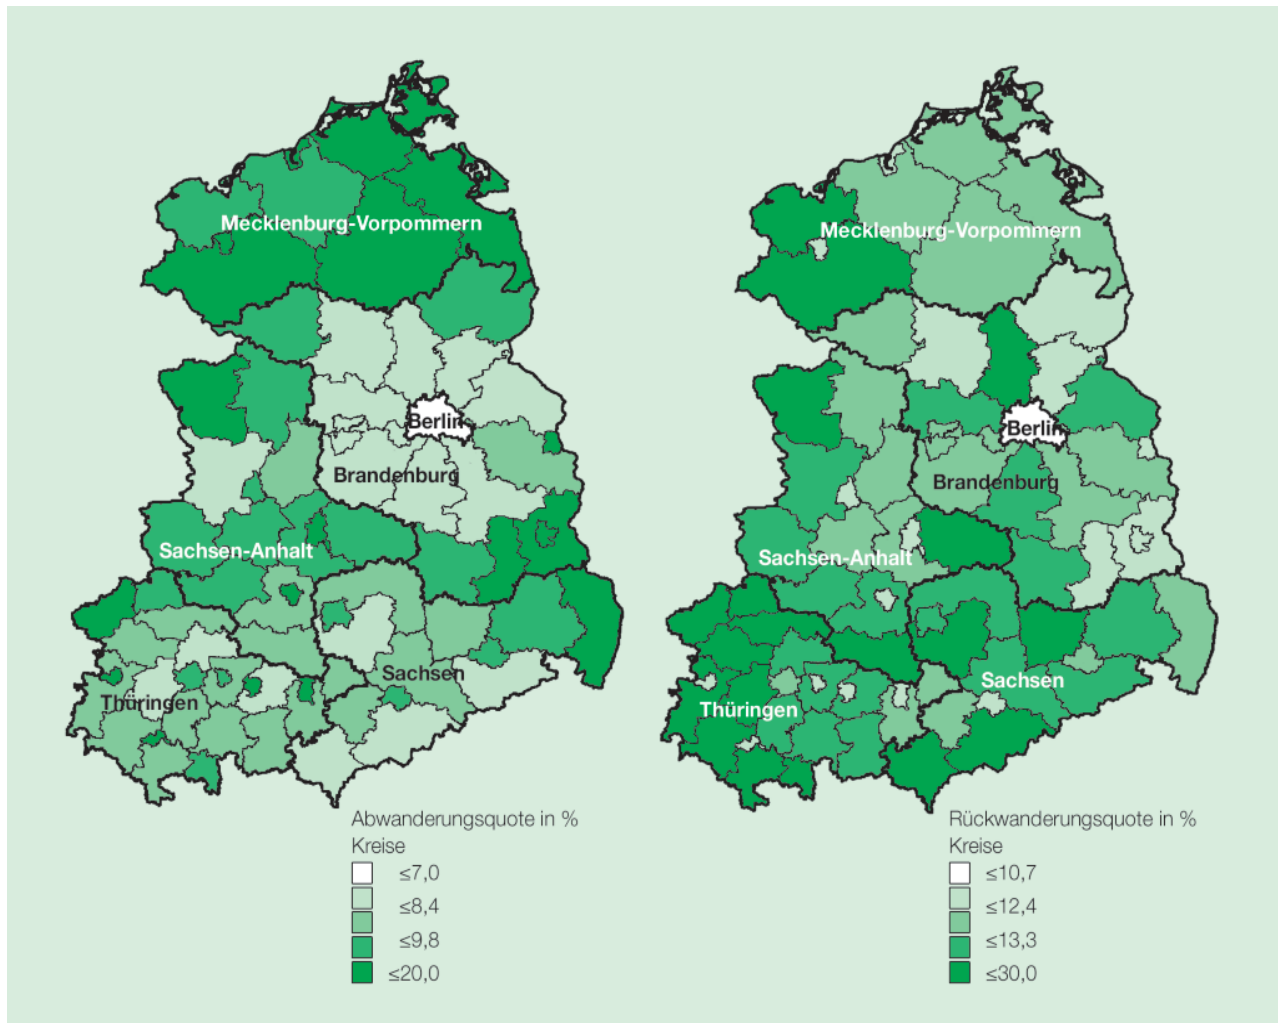 Mecklenburg-Vorpommern
Berlin
Brandenburg
Sachsen-Anhalt
Sachsen
Thüringen
Abwanderungsquote in %
Kreise
≤7,0
≤8,4
≤9,8
≤20,0
Mecklenburg-Vorpommern
Berlin
Brandenburg
Sachsen-Anhalt
Sachsen
Thüringen
Rückwanderungsquote in %
Kreise
≤10,7
≤12,4
≤13,3
≤30,0